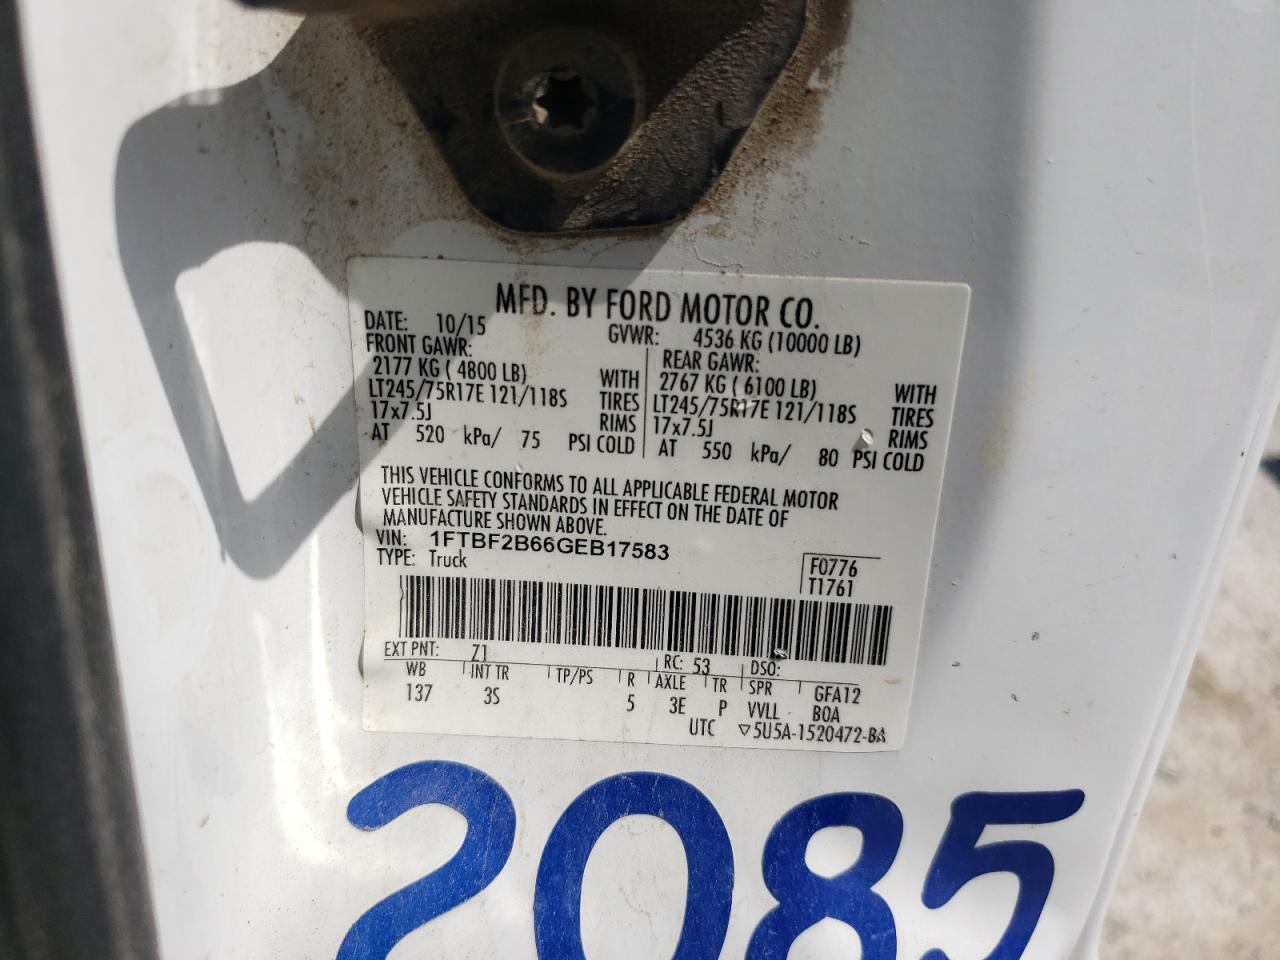 MFD. BY FORD MOTOR CO.
DATE: 10/15 GVWR: 4536 KG (10000 LB)
FRONT GAWR: REAR GAWR:
2177 KG ( 4800 LB) WITH 2767 KG ( 6100 LB) WITH
LT245/75R17E 121/118S TIRES LT245/75R17E 121/118S TIRES
17x7.5J RIMS 17x7.5J RIMS
AT 520 kPa/ 75 PSI COLD AT 550 kPa/ 80 PSI COLD
THIS VEHICLE CONFORMS TO ALL APPLICABLE FEDERAL MOTOR
VEHICLE SAFETY STANDARDS IN EFFECT ON THE DATE OF
MANUFACTURE SHOWN ABOVE.
VIN: 1FTBF2B66GEB17583
TYPE: Truck F0776
T1761
EXT PNT: Z1 RC: 53 DSO:
WB INT TR TP/PS R AXLE TR SPR GFA12
137 3S 5 3E P VVLL BOA
UTC ▽5U5A-1520472-BA
2085